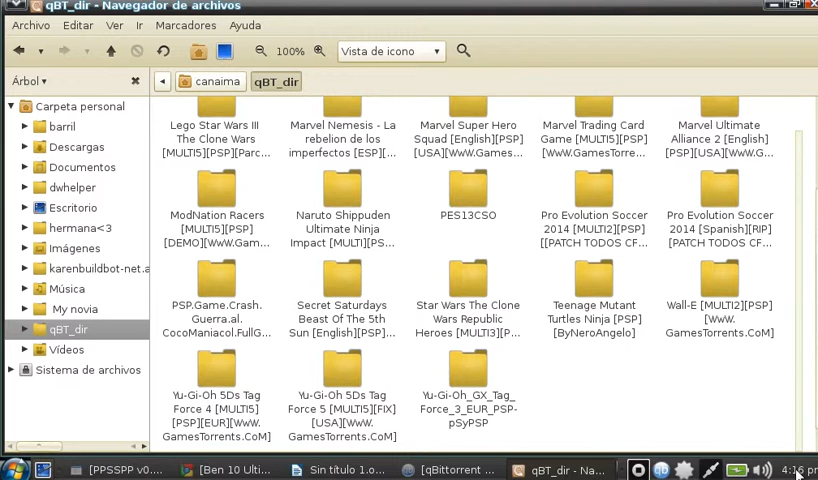 qBT_dir - Navegador de archivos
Archivo Editar Ver Ir Marcadores Ayuda
100% Vista de icono
Árbol canaima qBT_dir
Carpeta personal
barril
Descargas
Documentos
dwhelper
Escritorio
hermana<3
Imágenes
karenbuildbot-net.a
Música
My novia
qBT_dir
Vídeos
Sistema de archivos
Lego Star Wars III
The Clone Wars
[MULTI5][PSP][Parc...
Marvel Nemesis - La
rebelion de los
imperfectos [ESP][...
Marvel Super Hero
Squad [English][PSP]
[USA][WwW.Games...
Marvel Trading Card
Game [MULTI5][PSP]
[WwW.GamesTorre...
Marvel Ultimate
Alliance 2 [English]
[PSP][USA][WwW.G...
ModNation Racers
[MULTI5][PSP]
[DEMO][WwW.Gam...
Naruto Shippuden
Ultimate Ninja
Impact [MULTI][PS...
PES13CSO
Pro Evolution Soccer
2014 [MULTI2][PSP]
[[PATCH TODOS CF...
Pro Evolution Soccer
2014 [Spanish][RIP]
[PATCH TODOS CF...
PSP.Game.Crash.
Guerra.al.
CocoManiacol.FullG...
Secret Saturdays
Beast Of The 5th
Sun [English][PSP]...
Star Wars The Clone
Wars Republic
Heroes [MULTI3][P...
Teenage Mutant
Turtles Ninja [PSP]
[ByNeroAngelo]
Wall-E [MULTI2][PSP]
[WwW.
GamesTorrents.CoM]
Yu-Gi-Oh 5Ds Tag
Force 4 [MULTI5]
[PSP][EUR][WwW.
GamesTorrents.CoM]
Yu-Gi-Oh 5Ds Tag
Force 5 [MULTI5][FIX]
[USA][WwW.
GamesTorrents.CoM]
Yu-Gi-Oh_GX_Tag_
Force_3_EUR_PSP-
pSyPSP
[PPSSPP v0.... [Ben 10 Ulti... Sin título 1.o... [qBittorrent ... qBT_dir - Na... 4:16 pm